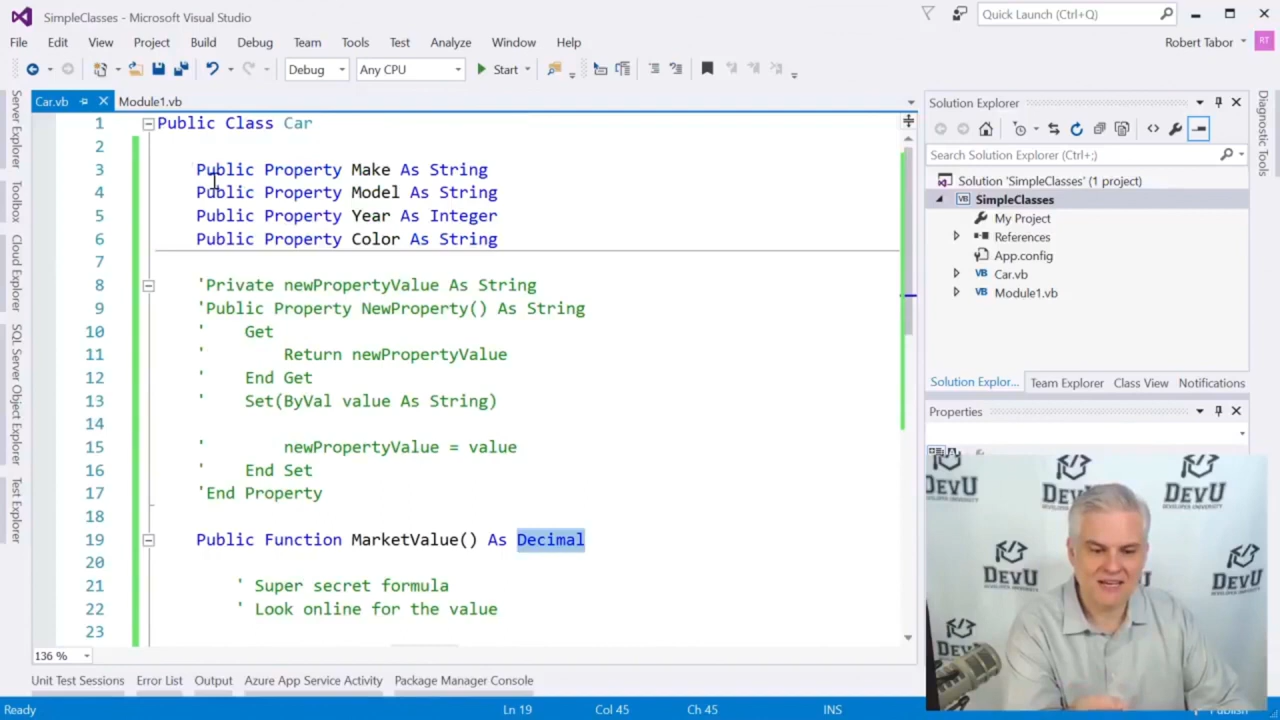 SimpleClasses - Microsoft Visual Studio
Quick Launch (Ctrl+Q)
File Edit View Project Build Debug Team Tools Test Analyze Window Help
Robert Tabor RT
Debug Any CPU Start
Car.vb Module1.vb
Server Explorer
Toolbox
Cloud Explorer
SQL Server Object Explorer
Test Explorer
1 Public Class Car
2
3 Public Property Make As String
4 Public Property Model As String
5 Public Property Year As Integer
6 Public Property Color As String
7
8 'Private newPropertyValue As String
9 'Public Property NewProperty() As String
10 ' Get
11 ' Return newPropertyValue
12 ' End Get
13 ' Set(ByVal value As String)
14
15 ' newPropertyValue = value
16 ' End Set
17 'End Property
18
19 Public Function MarketValue() As Decimal
20
21 ' Super secret formula
22 ' Look online for the value
23
136 %
Solution Explorer
Search Solution Explorer (Ctrl+;)
Solution 'SimpleClasses' (1 project)
SimpleClasses
My Project
References
App.config
Car.vb
Module1.vb
Solution Explor... Team Explorer Class View Notifications
Properties
Diagnostic Tools
DEVU
DEVU
DEVU
DEVELOPER UNIVERSITY
DEVU
DEVU
Unit Test Sessions Error List Output Azure App Service Activity Package Manager Console
Ready Ln 19 Col 45 Ch 45 INS Publish